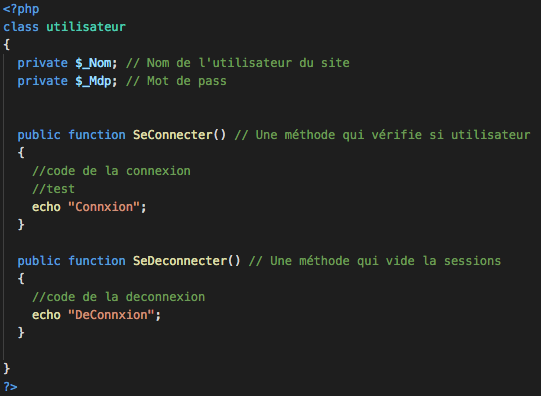 <?php
class utilisateur
{
private $_Nom; // Nom de l'utilisateur du site
private $_Mdp; // Mot de pass
public function SeConnecter() // Une méthode qui vérifie si utilisateur
{
//code de la connexion
//test
echo "Connxion";
}
public function SeDeconnecter() // Une méthode qui vide la sessions
{
//code de la deconnexion
echo "DeConnxion";
}
}
?>